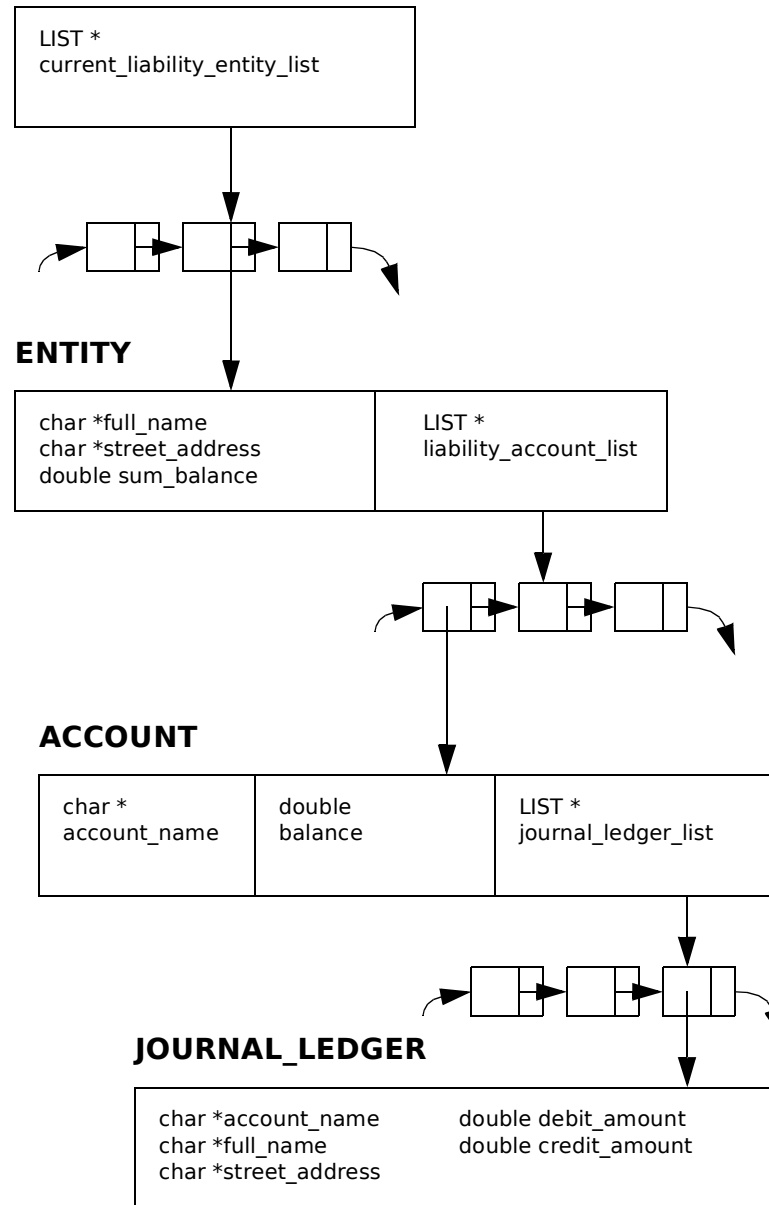 LIST *
current_liability_entity_list
ENTITY
char *full_name
char *street_address
double sum_balance
LIST *
liability_account_list
ACCOUNT
char *
account_name
double
balance
LIST *
journal_ledger_list
JOURNAL_LEDGER
char *account_name
char *full_name
char *street_address
double debit_amount
double credit_amount